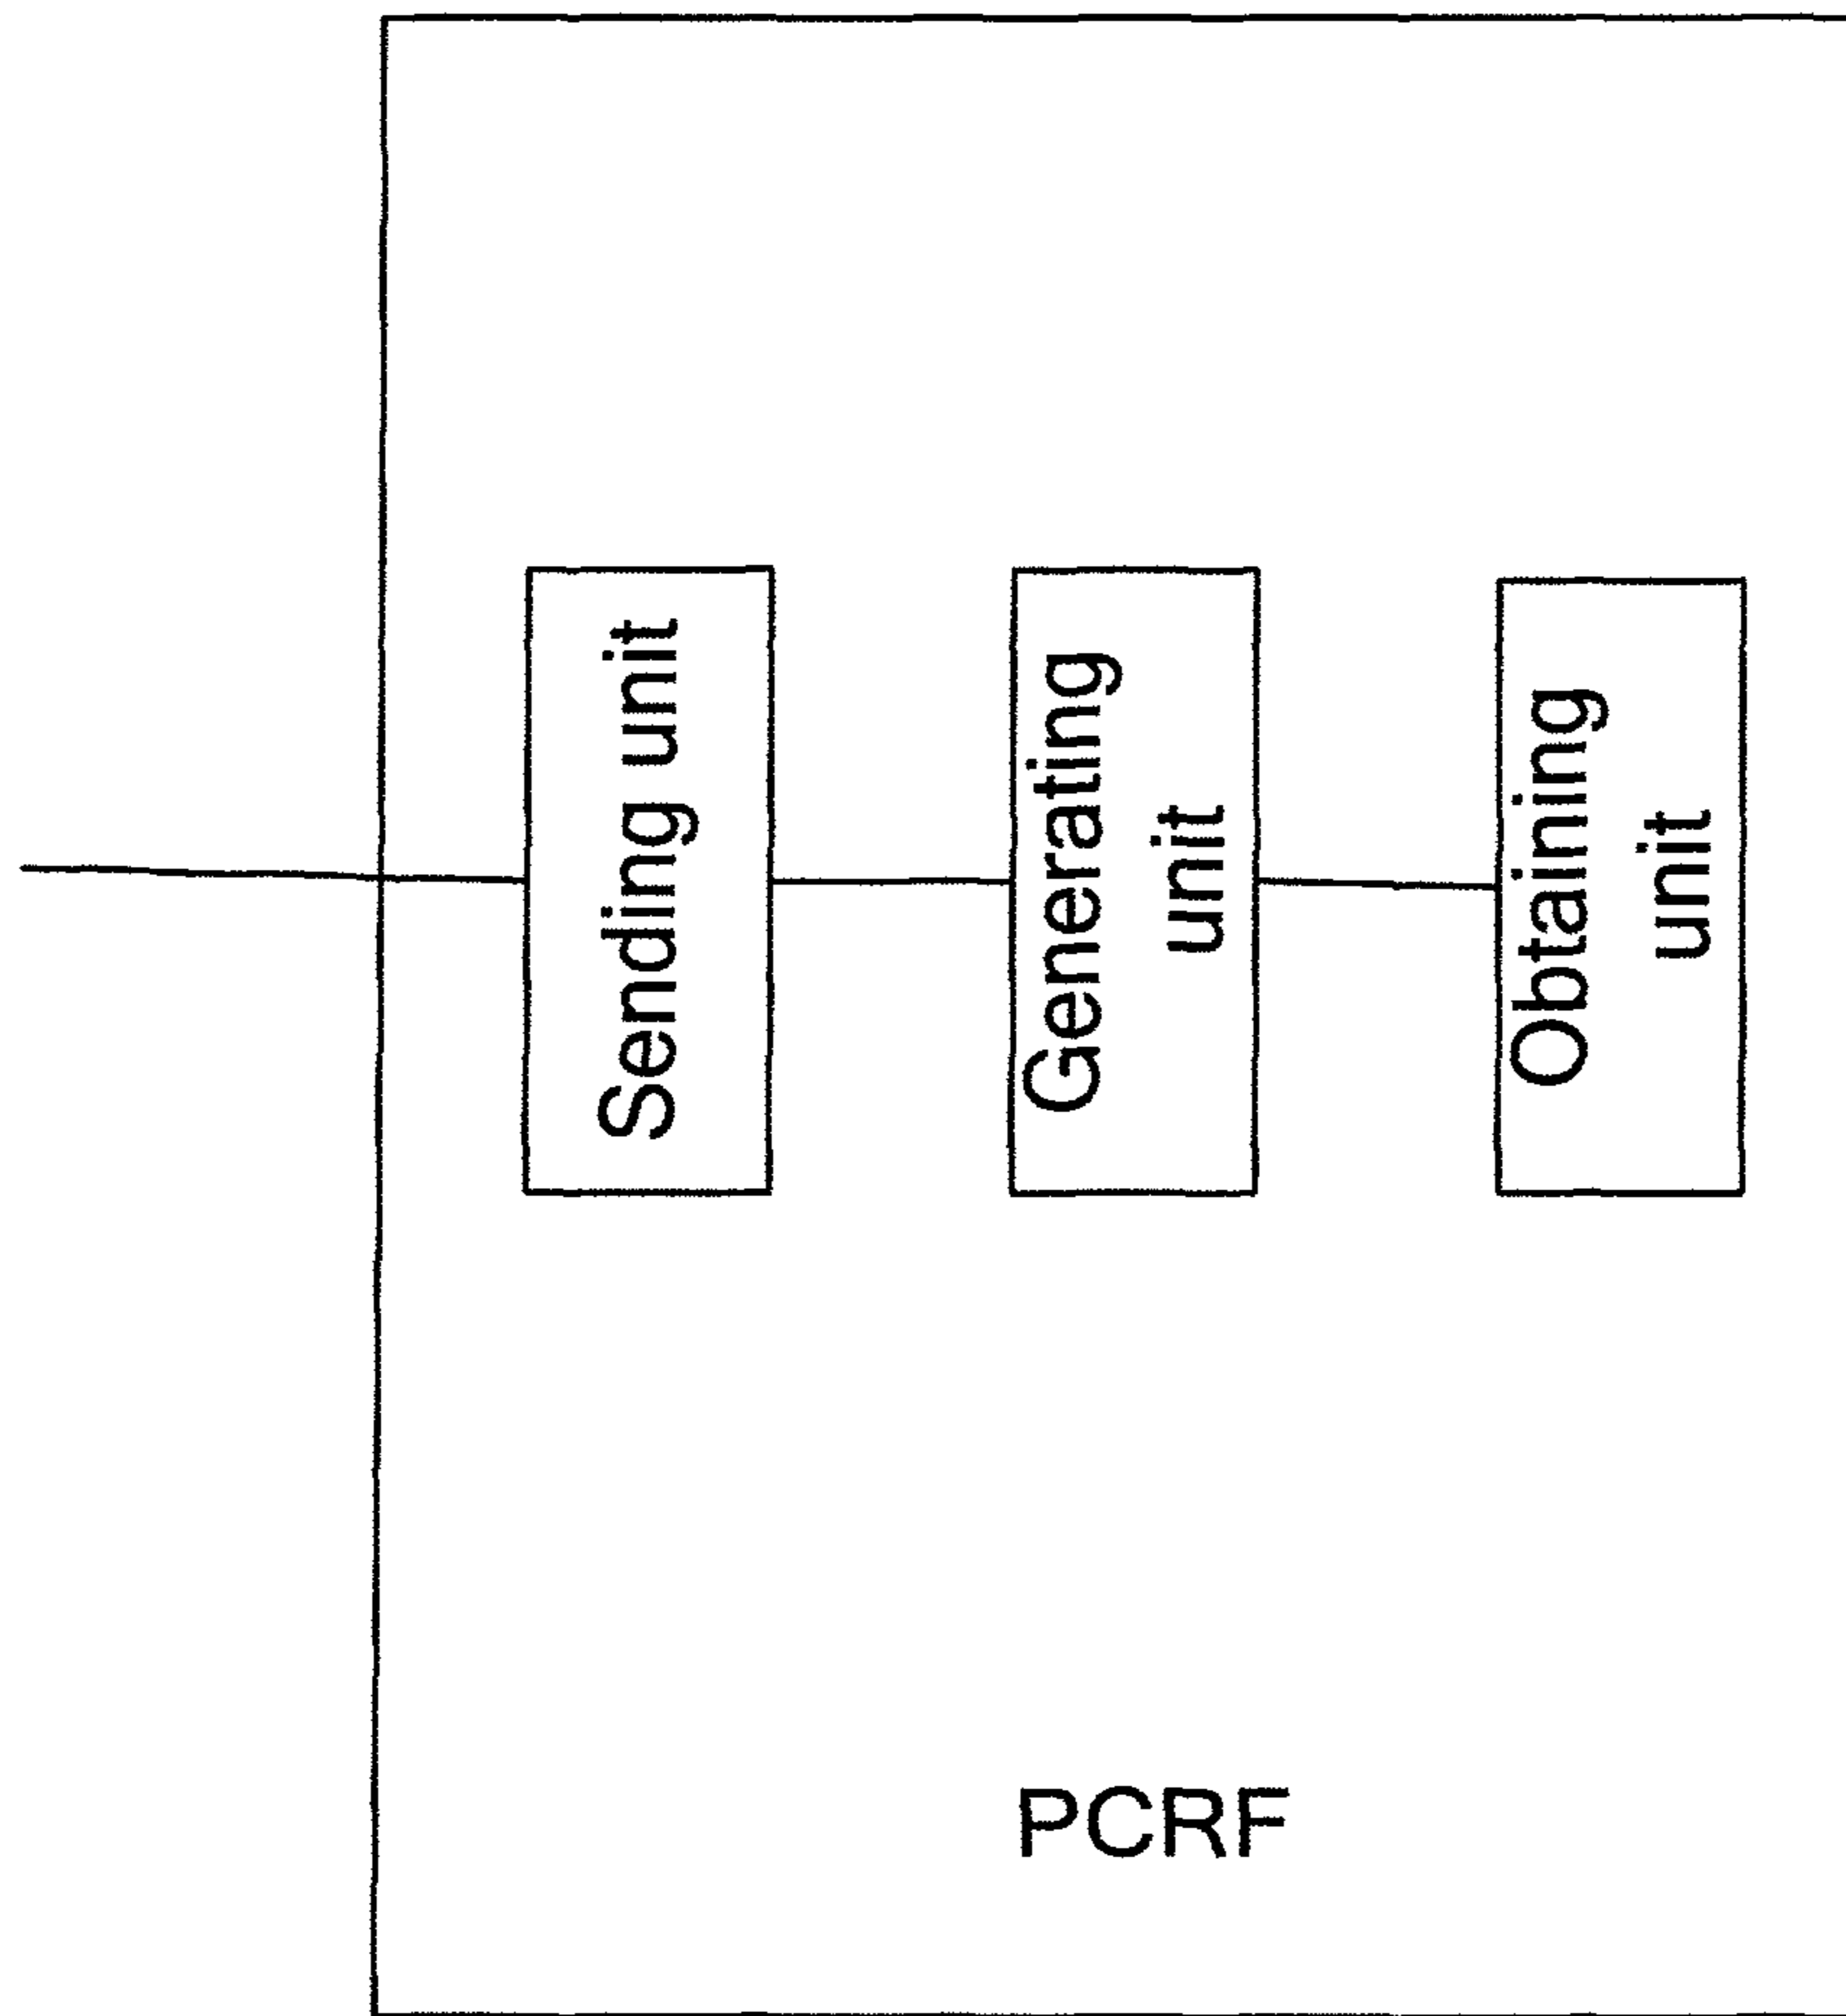 Sending unit
Generating
unit
Obtaining
unit
PCRF